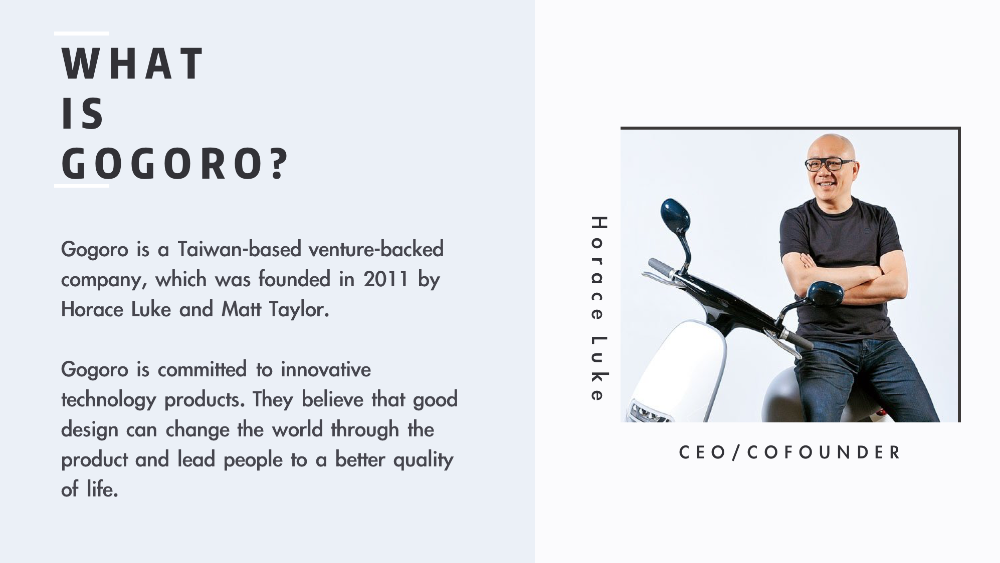 WHAT
IS
GOGORO?
Gogoro is a Taiwan-based venture-backed
company, which was founded in 2011 by
Horace Luke and Matt Taylor.
Gogoro is committed to innovative
technology products. They believe that good
design can change the world through the
product and lead people to a better quality
of life.
Horace Luke
CEO/COFOUNDER